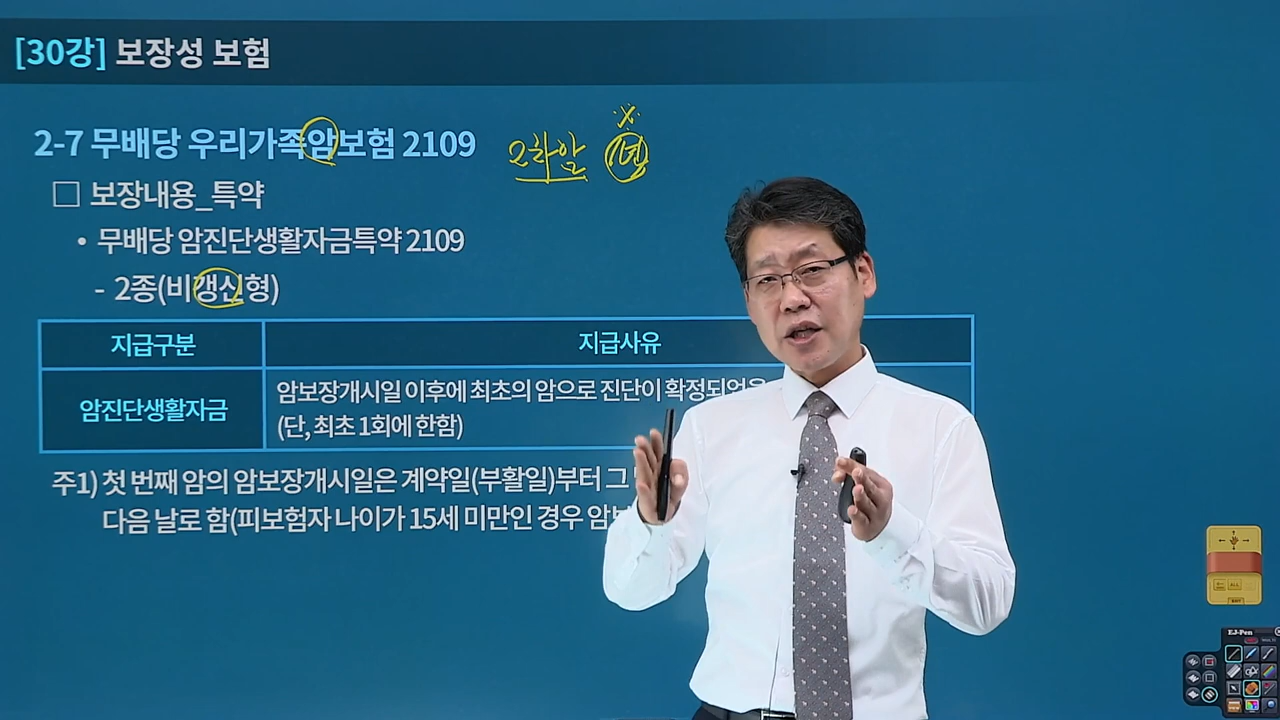 [30강] 보장성 보험
2-7 무배당 우리가족암보험 2109
□ 보장내용_특약
• 무배당 암진단생활자금특약 2109
- 2종(비갱신형)
지급구분 지급사유
암진단생활자금
암보장개시일 이후에 최초의 암으로 진단이 확정되었을
(단, 최초 1회에 한함)
주1) 첫 번째 암의 암보장개시일은 계약일(부활일)부터 그
다음 날로 함(피보험자 나이가 15세 미만인 경우
EJ-Pen